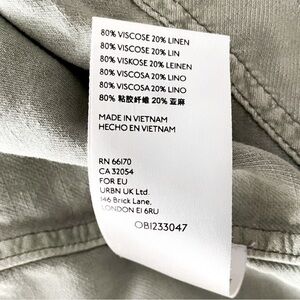 80% VISCOSE 20% LINEN
80% VISCOSE 20% LIN
80% VISKOSE 20% LEINEN
80% VISCOSA 20% LINO
80% VISCOSA 20% LINO
80% 粘胶纤维 20% 亚麻
MADE IN VIETNAM
HECHO EN VIETNAM
RN 66170
CA 32054
FOR EU
URBN UK Ltd.
146 Brick Lane,
LONDON E1 6RU
OB1233047